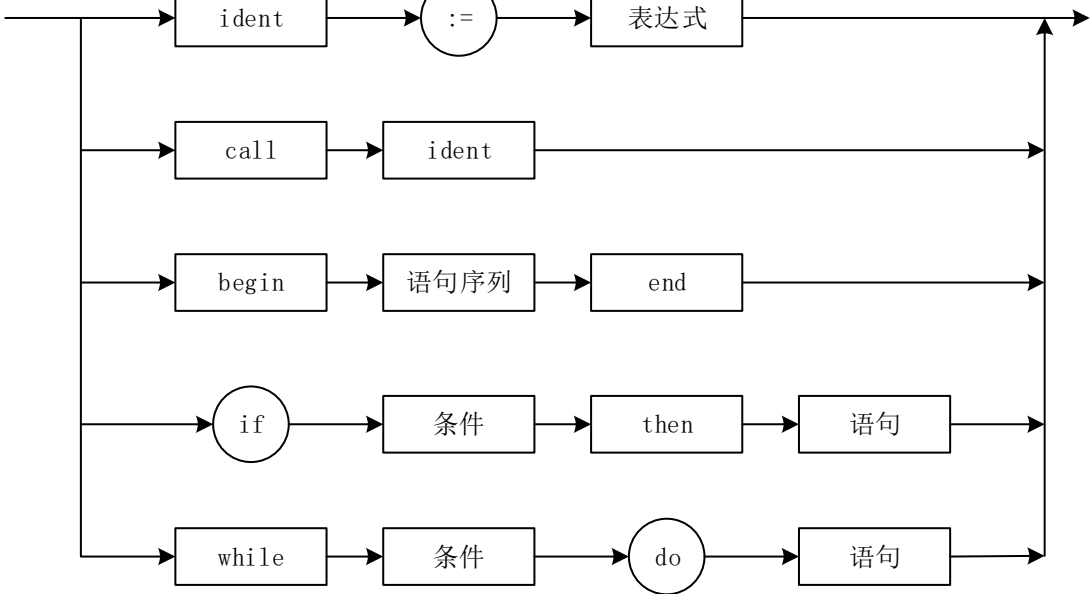 ident := 表达式
call ident
begin 语句序列 end
if 条件 then 语句
while 条件 do 语句